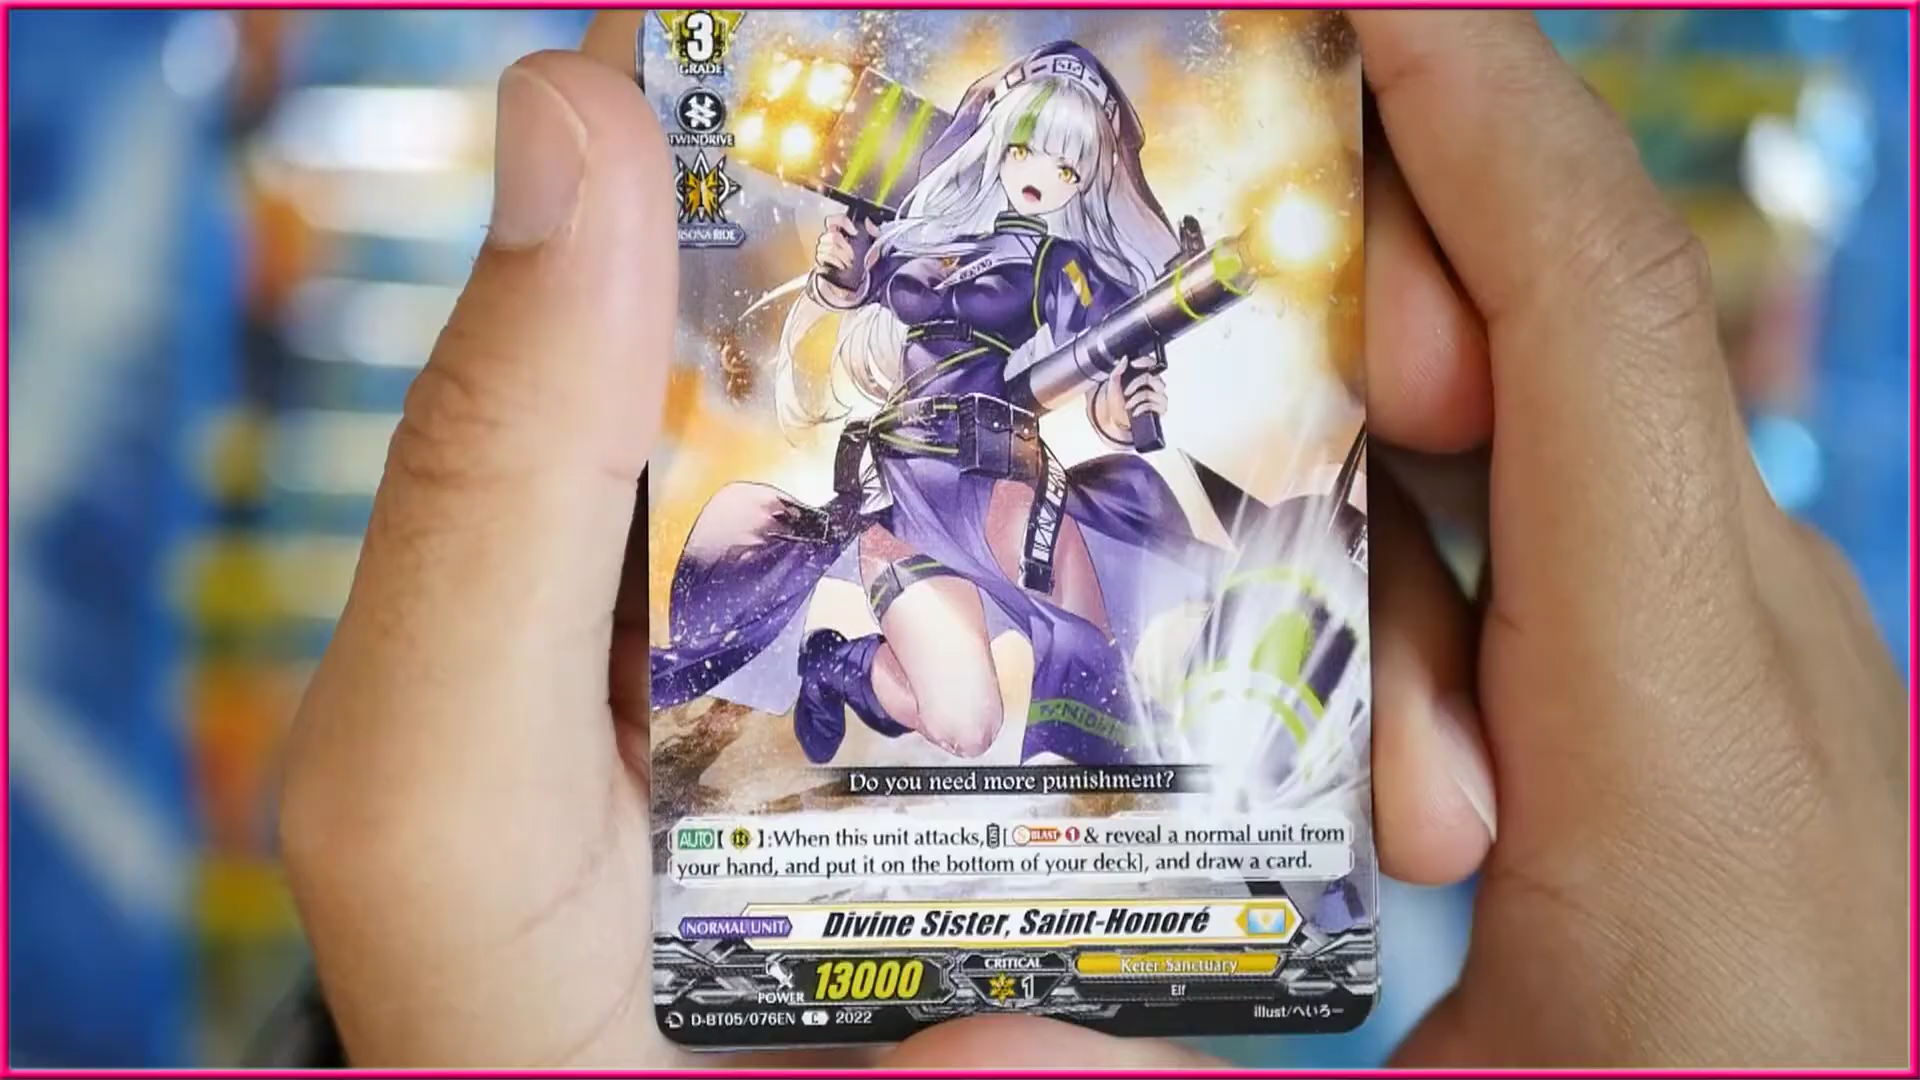 3
GRADE
TWINDRIVE
RSONA RIDE
Do you need more punishment?
AUTO【 】:When this unit attacks, [ BLAST 1 & reveal a normal unit from
your hand, and put it on the bottom of your deck], and draw a card.
NORMAL UNIT Divine Sister, Saint-Honoré
POWER 13000 CRITICAL 1 Keter Sanctuary
Elf
D-BT05/076EN C 2022 illust/へいろー